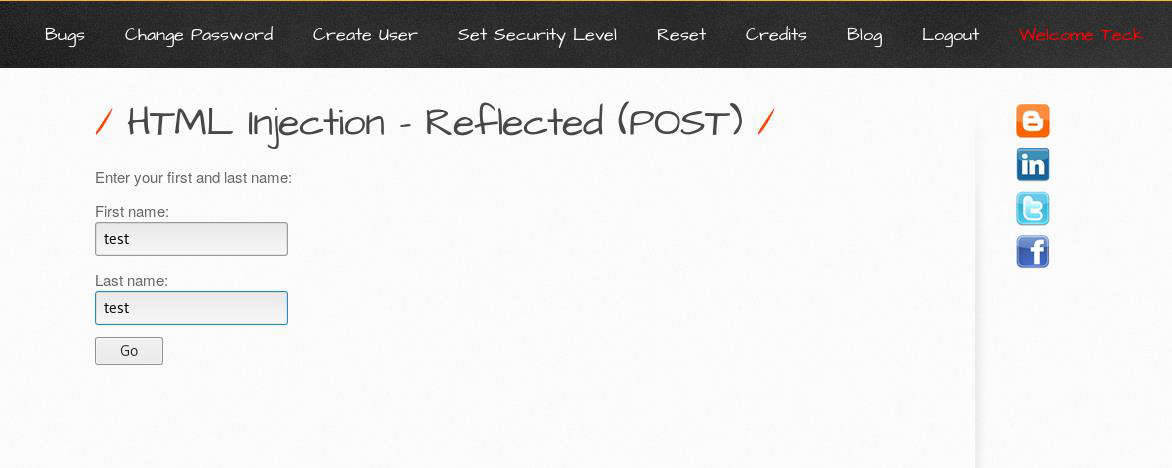 Bugs Change Password Create User Set Security Level Reset Credits Blog Logout Welcome Teck
/ HTML Injection - Reflected (POST) /
Enter your first and last name:
First name:
test
Last name:
test
Go
in